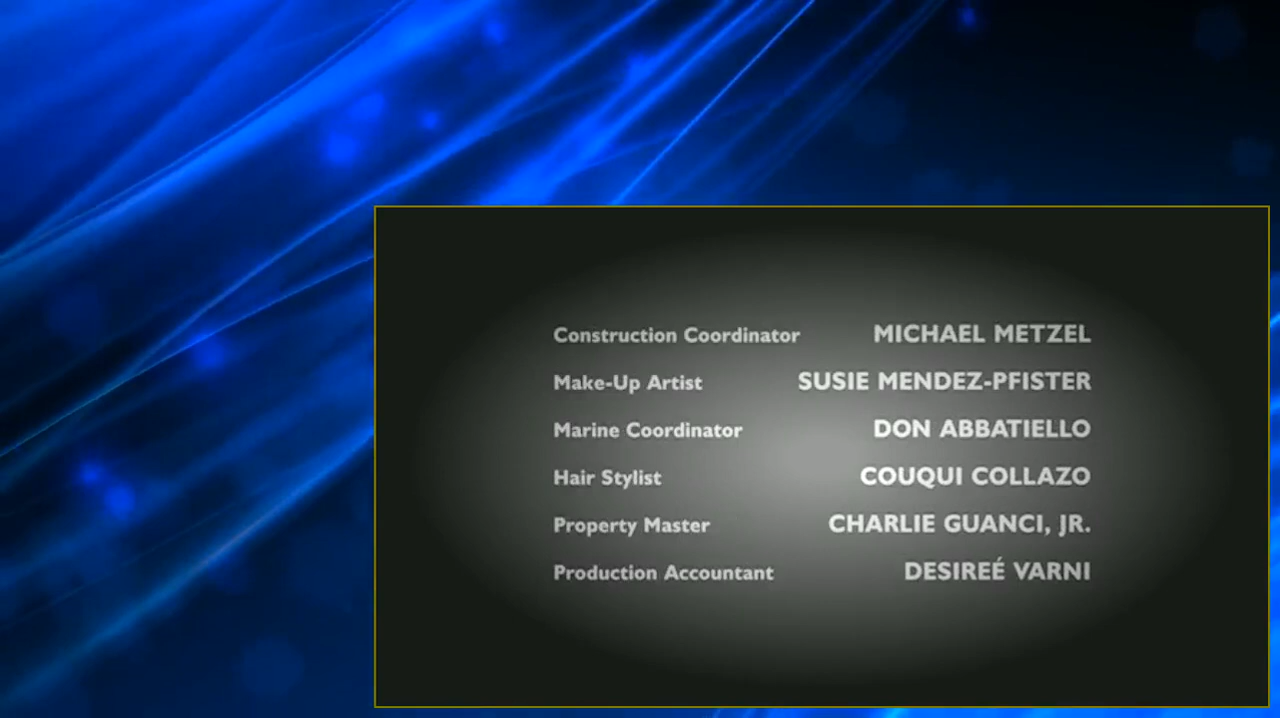 Construction Coordinator MICHAEL METZEL
Make-Up Artist SUSIE MENDEZ-PFISTER
Marine Coordinator DON ABBATIELLO
Hair Stylist COUQUI COLLAZO
Property Master CHARLIE GUANCI, JR.
Production Accountant DESIREÉ VARNI